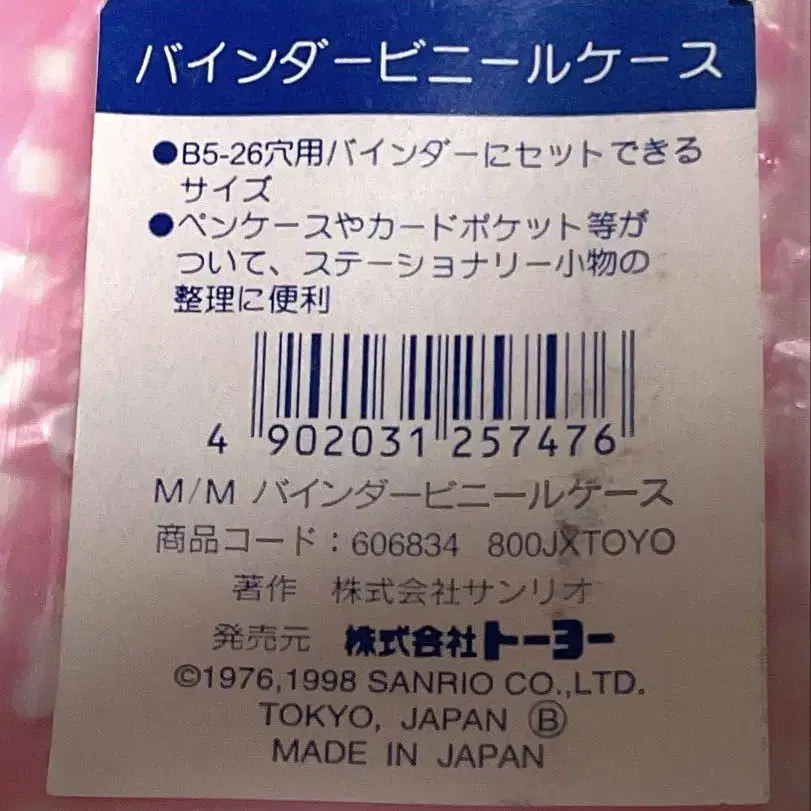 バインダービニールケース
●B5-26穴用バインダーにセットできる
サイズ
●ペンケースやカードポケット等が
ついて、ステーショナリー小物の
整理に便利
4 902031 257476
M/M バインダービニールケース
商品コード：606834 800JXTOYO
著作 株式会社サンリオ
発売元 株式会社トーヨー
©1976,1998 SANRIO CO.,LTD.
TOKYO, JAPAN Ⓑ
MADE IN JAPAN